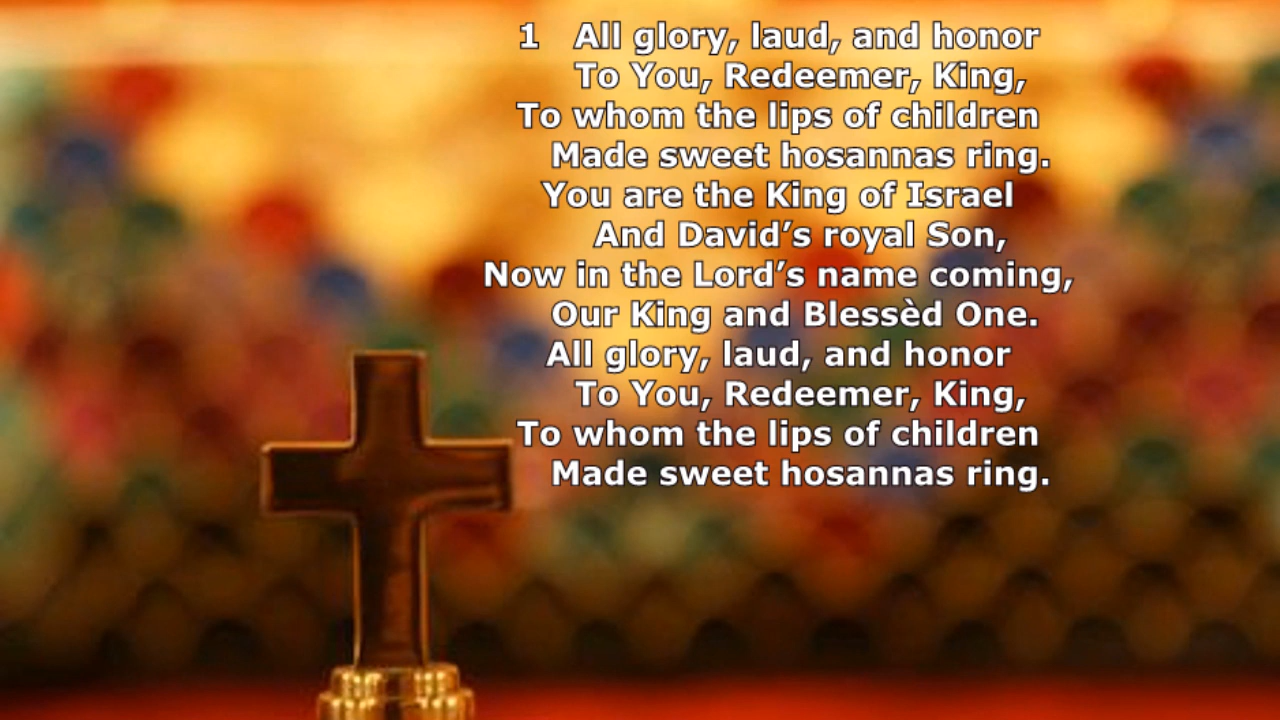 1 All glory, laud, and honor
To You, Redeemer, King,
To whom the lips of children
Made sweet hosannas ring.
You are the King of Israel
And David’s royal Son,
Now in the Lord’s name coming,
Our King and Blessèd One.
All glory, laud, and honor
To You, Redeemer, King,
To whom the lips of children
Made sweet hosannas ring.